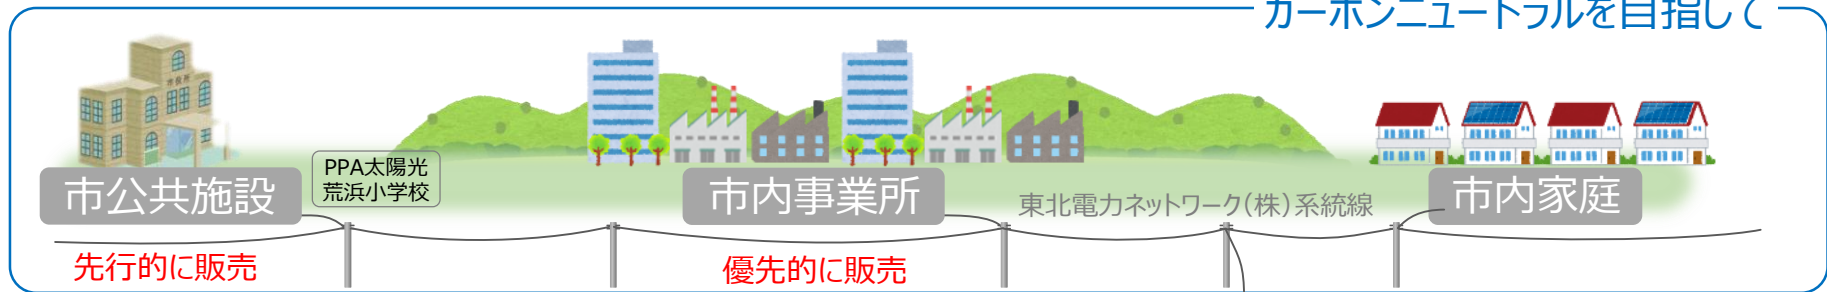 カーボンニュートラルを目指して
市役所
PPA太陽光
荒浜小学校
市公共施設
市内事業所
東北電力ネットワーク(株)系統線
市内家庭
先行的に販売
優先的に販売